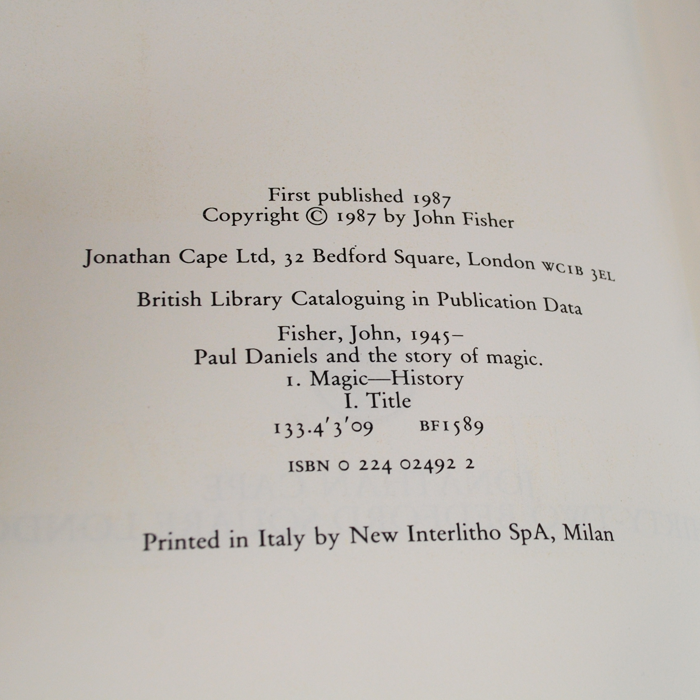 First published 1987
Copyright © 1987 by John Fisher
Jonathan Cape Ltd, 32 Bedford Square, London WC1B 3EL
British Library Cataloguing in Publication Data
Fisher, John, 1945–
Paul Daniels and the story of magic.
1. Magic—History
I. Title
133.4'3'09 BF1589
ISBN 0 224 02492 2
Printed in Italy by New Interlitho SpA, Milan